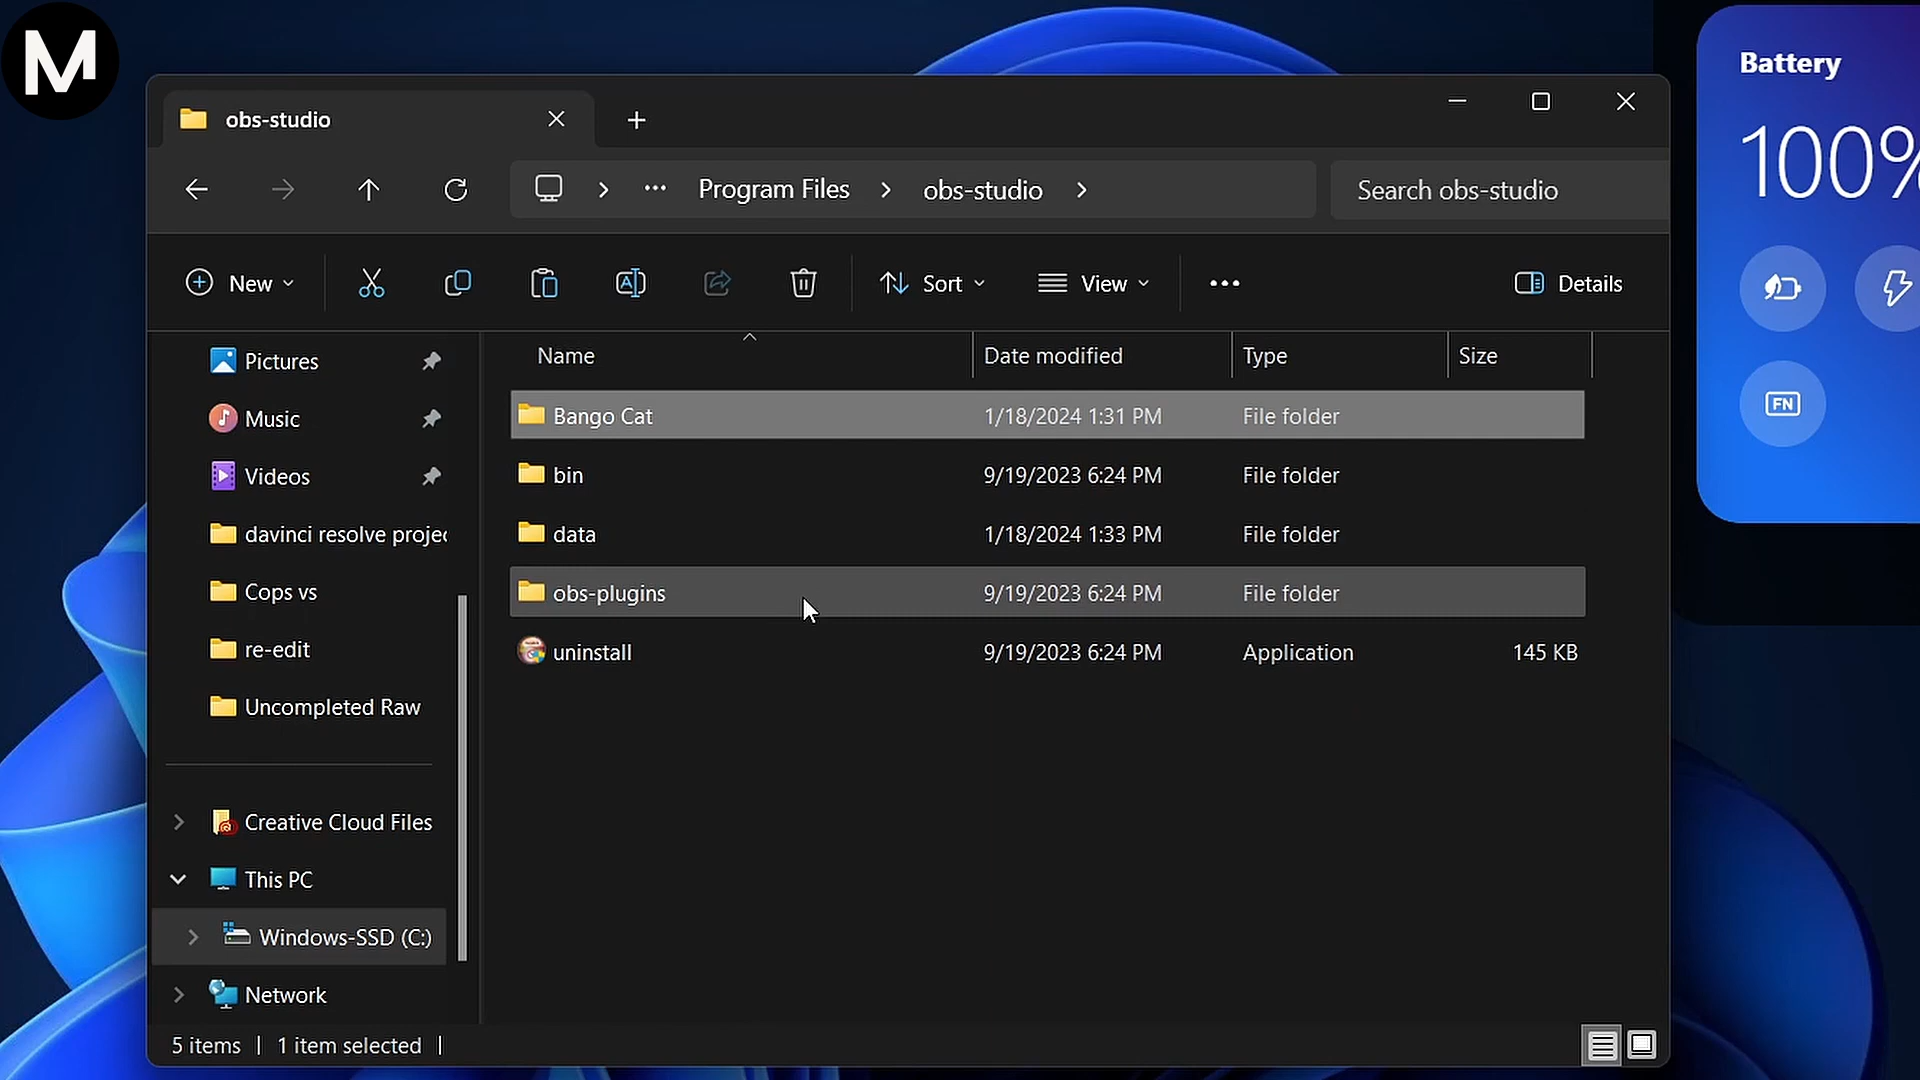 M
Battery
100%
obs-studio
Program Files
obs-studio
Search obs-studio
New
Sort
View
Details
Name
Date modified
Type
Size
Pictures
Music
Videos
davinci resolve projec
Cops vs
re-edit
Uncompleted Raw
Creative Cloud Files
This PC
Windows-SSD (C:)
Network
Bango Cat 1/18/2024 1:31 PM File folder
bin 9/19/2023 6:24 PM File folder
data 1/18/2024 1:33 PM File folder
obs-plugins 9/19/2023 6:24 PM File folder
uninstall 9/19/2023 6:24 PM Application 145 KB
FN
5 items | 1 item selected |